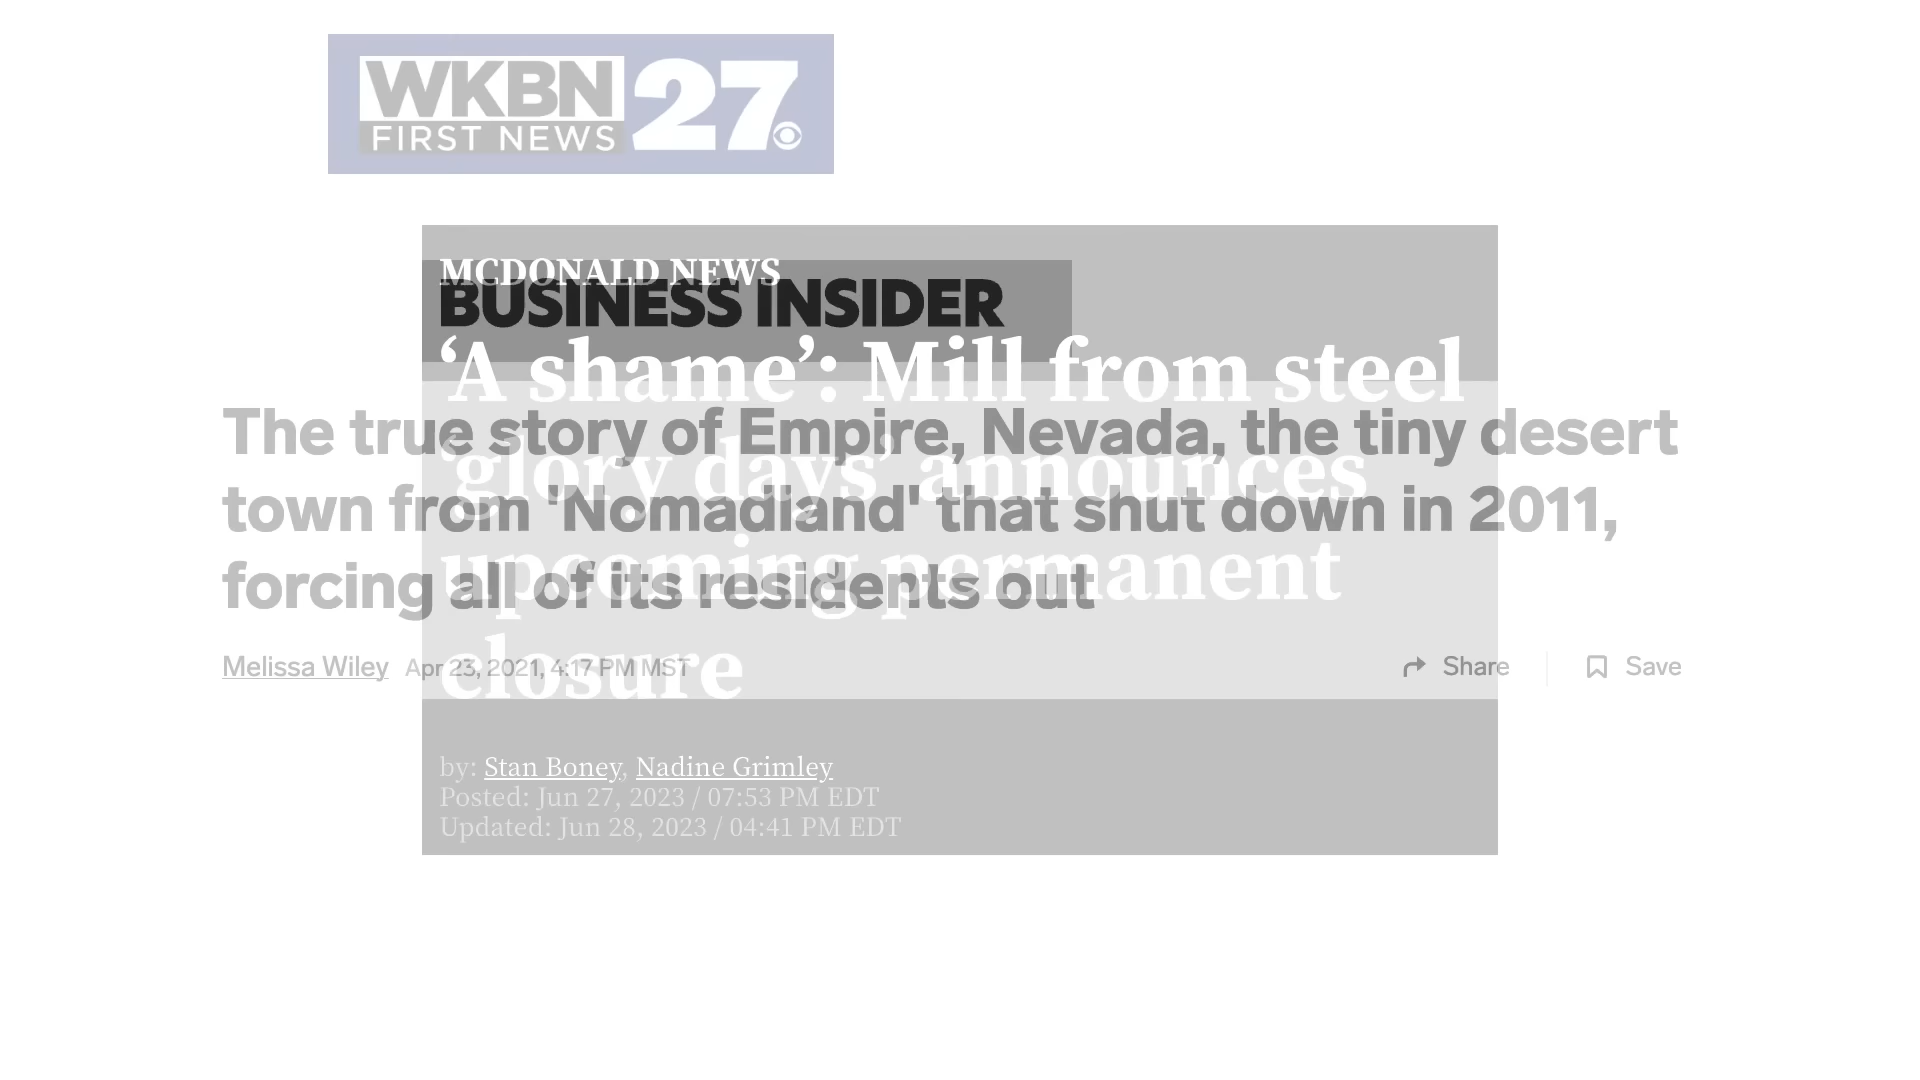 WKBN 27
FIRST NEWS
MCDONALD NEWS
BUSINESS INSIDER
‘A shame’: Mill from steel
‘glory days’ announces
upcoming permanent
closure
The true story of Empire, Nevada, the tiny desert
town from 'Nomadland' that shut down in 2011,
forcing all of its residents out
Melissa Wiley Apr 23, 2021, 4:17 PM MST
Share Save
by: Stan Boney, Nadine Grimley
Posted: Jun 27, 2023 / 07:53 PM EDT
Updated: Jun 28, 2023 / 04:41 PM EDT